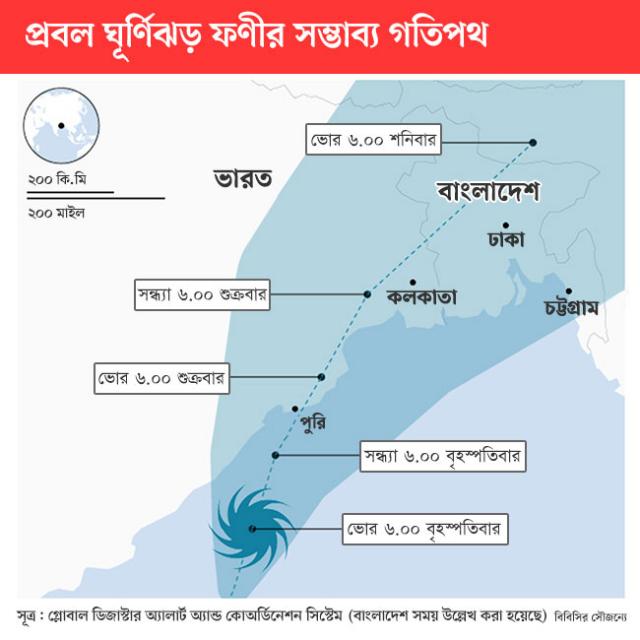 প্রবল ঘূর্ণিঝড় ফণীর সম্ভাব্য গতিপথ
২০০ কি.মি
২০০ মাইল
ভারত
ভোর ৬.০০ শনিবার
বাংলাদেশ
ঢাকা
সন্ধ্যা ৬.০০ শুক্রবার
কলকাতা
চট্টগ্রাম
ভোর ৬.০০ শুক্রবার
পুরি
সন্ধ্যা ৬.০০ বৃহস্পতিবার
ভোর ৬.০০ বৃহস্পতিবার
সূত্র : গ্লোবাল ডিজাস্টার অ্যালার্ট অ্যান্ড কোঅর্ডিনেশন সিস্টেম (বাংলাদেশ সময় উল্লেখ করা হয়েছে) বিবিসির সৌজন্যে